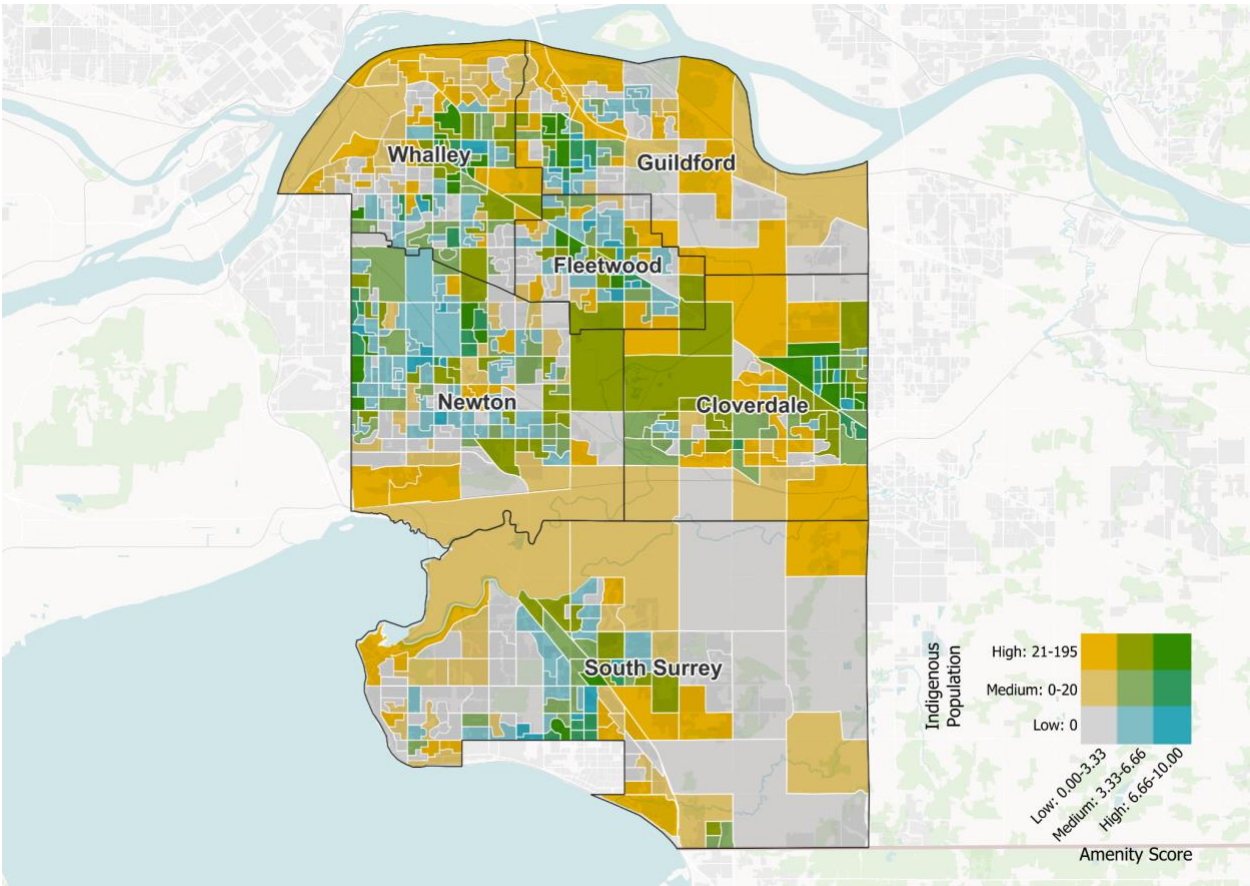 Whalley
Guildford
Fleetwood
Newton
Cloverdale
South Surrey
Indigenous
Population
High: 21-195
Medium: 0-20
Low: 0
Low: 0.00-3.33
Medium: 3.33-6.66
High: 6.66-10.00
Amenity Score